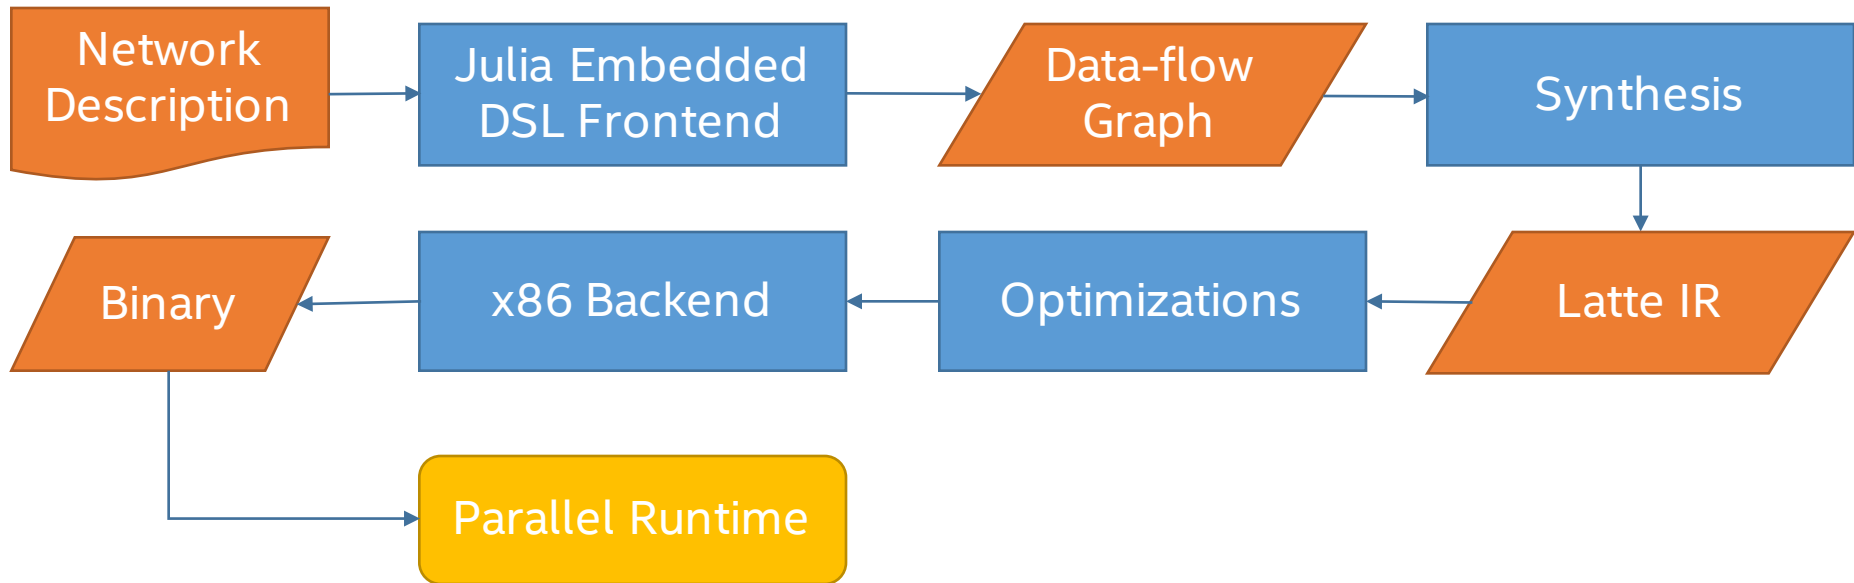 Network
Description
Julia Embedded
DSL Frontend
Data-flow
Graph
Synthesis
Binary
x86 Backend
Optimizations
Latte IR
Parallel Runtime